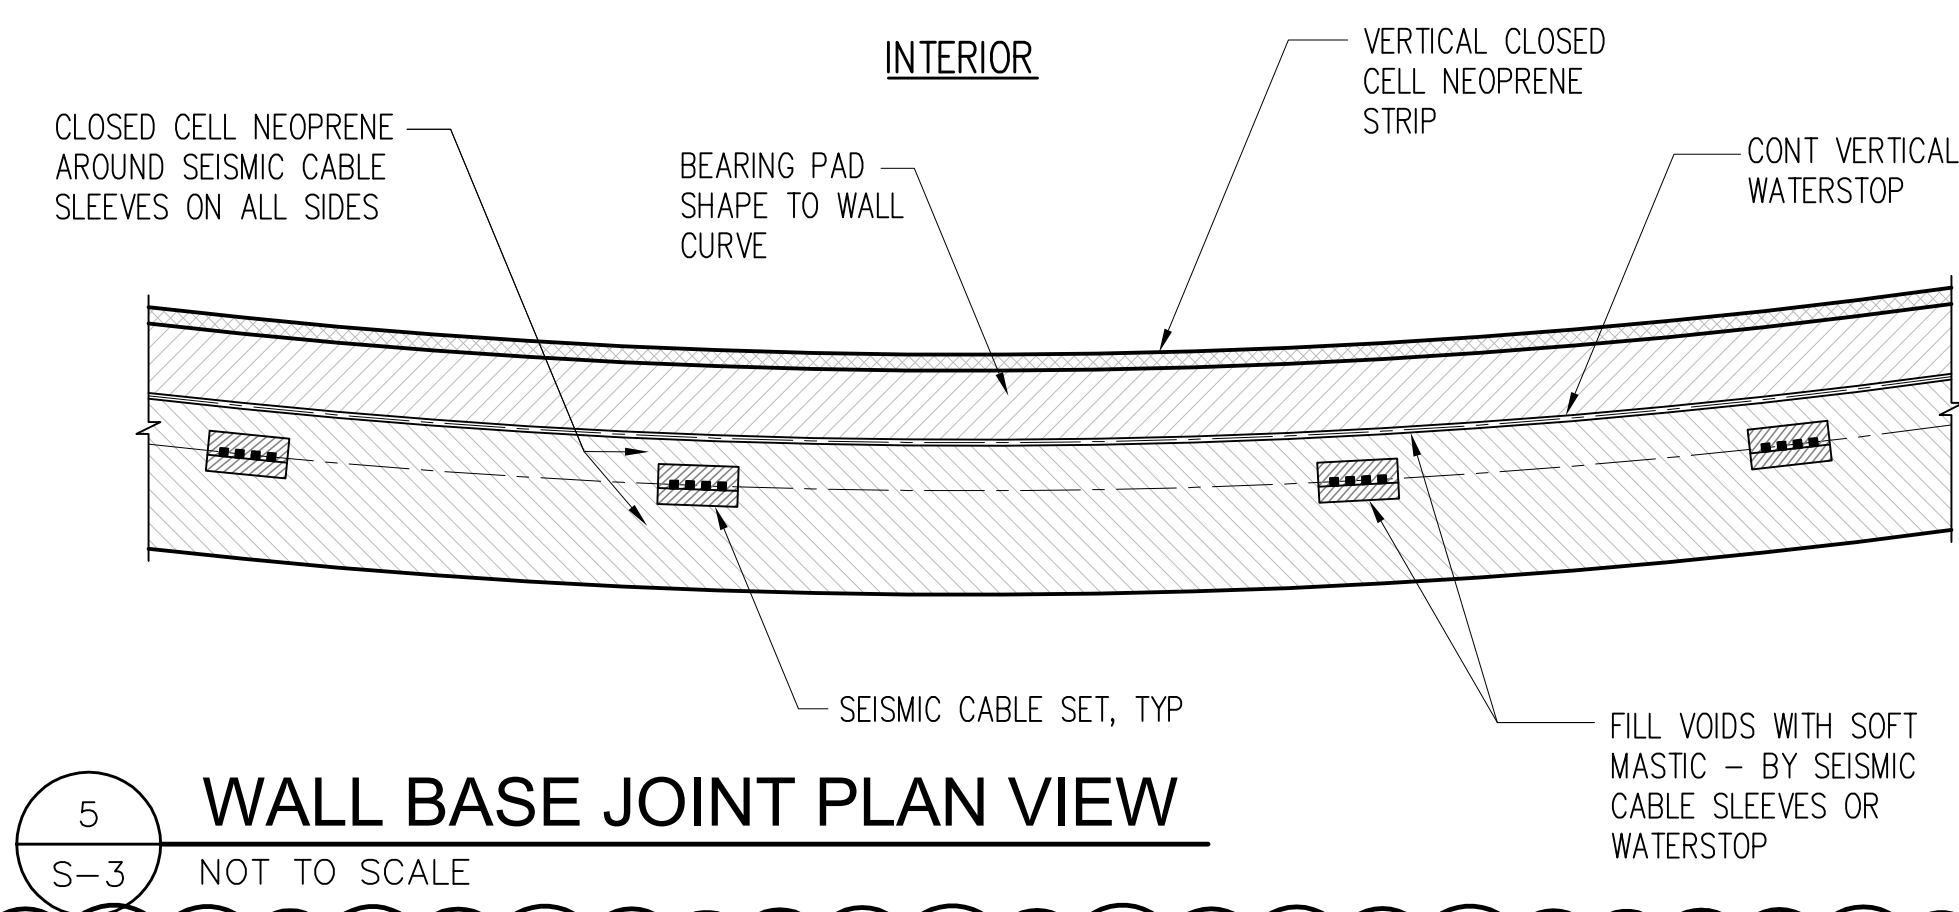 INTERIOR
VERTICAL CLOSED
CELL NEOPRENE
STRIP
CLOSED CELL NEOPRENE
AROUND SEISMIC CABLE
SLEEVES ON ALL SIDES
BEARING PAD
SHAPE TO WALL
CURVE
CONT VERTICAL
WATERSTOP
SEISMIC CABLE SET, TYP
FILL VOIDS WITH SOFT
MASTIC – BY SEISMIC
CABLE SLEEVES OR
WATERSTOP
5
S-3
WALL BASE JOINT PLAN VIEW
NOT TO SCALE